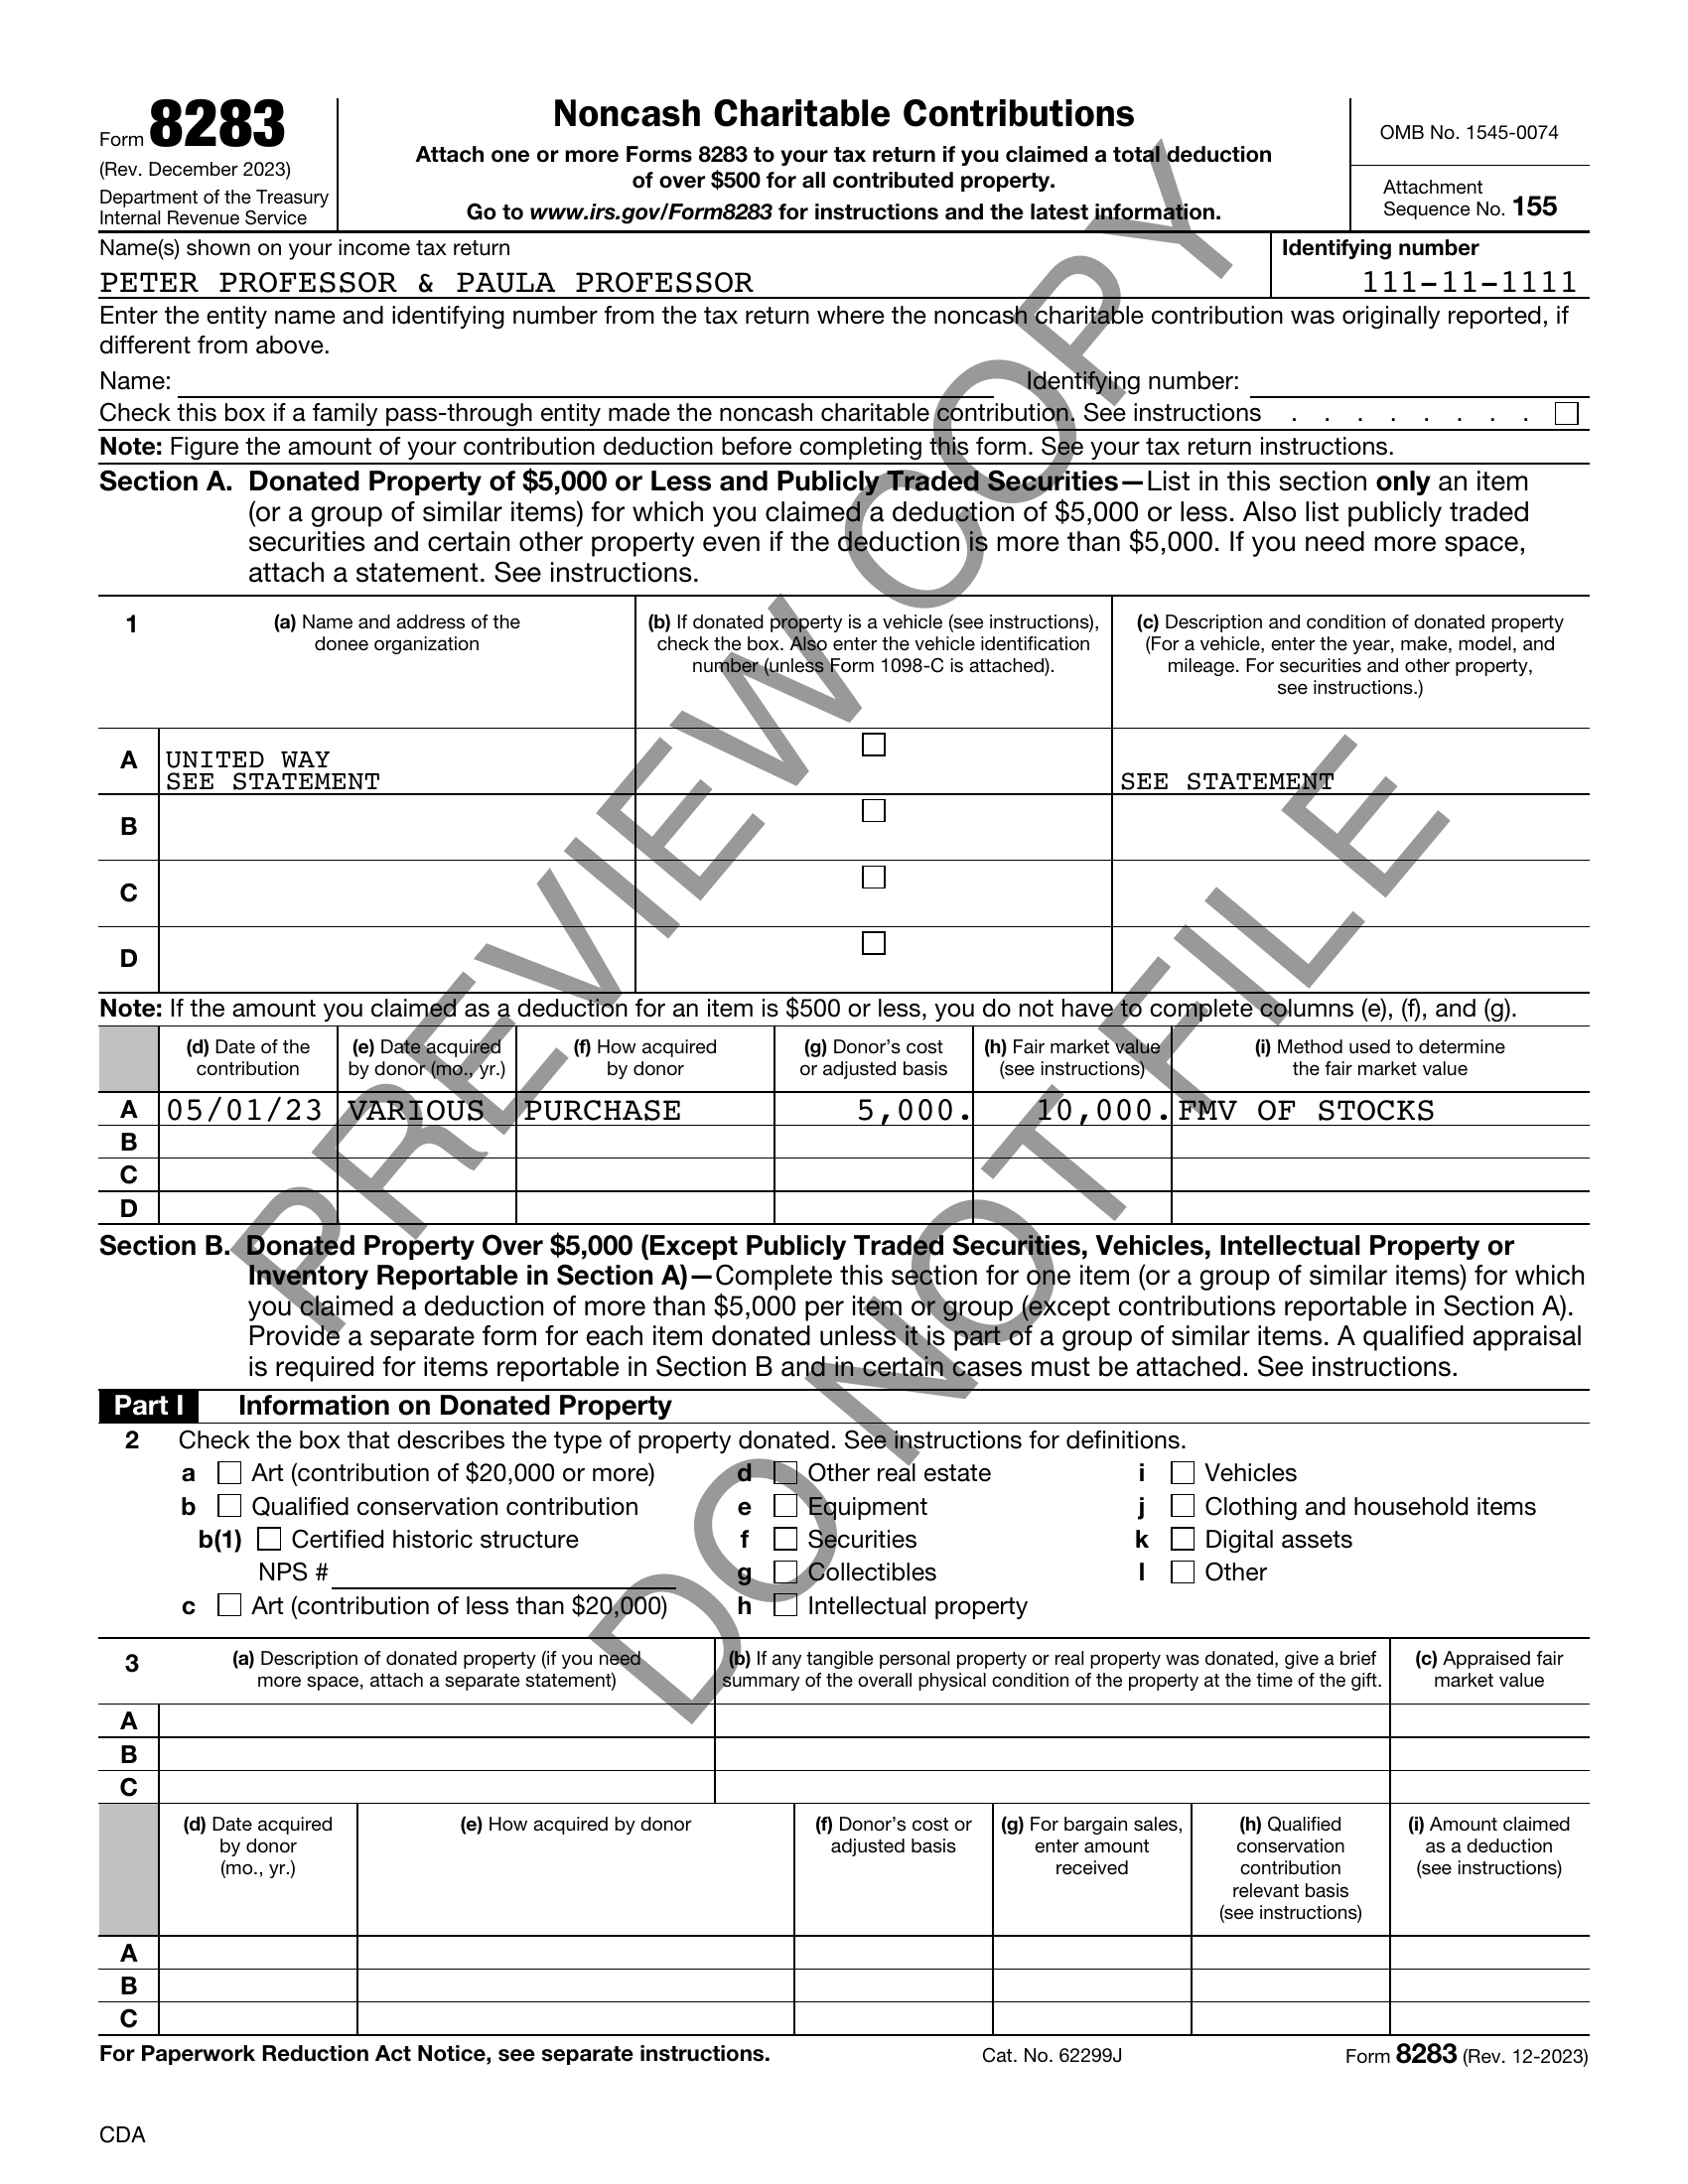 Form 8283
(Rev. December 2023)
Department of the Treasury
Internal Revenue Service
Noncash Charitable Contributions
Attach one or more Forms 8283 to your tax return if you claimed a total deduction
of over $500 for all contributed property.
Go to www.irs.gov/Form8283 for instructions and the latest information.
OMB No. 1545-0074
Attachment
Sequence No. 155
Name(s) shown on your income tax return
PETER PROFESSOR & PAULA PROFESSOR
Identifying number
111-11-1111
Enter the entity name and identifying number from the tax return where the noncash charitable contribution was originally reported, if
different from above.
Name: Identifying number:
Check this box if a family pass-through entity made the noncash charitable contribution. See instructions . . . . . . . .
Note: Figure the amount of your contribution deduction before completing this form. See your tax return instructions.
Section A. Donated Property of $5,000 or Less and Publicly Traded Securities—List in this section only an item
(or a group of similar items) for which you claimed a deduction of $5,000 or less. Also list publicly traded
securities and certain other property even if the deduction is more than $5,000. If you need more space,
attach a statement. See instructions.
1
(a) Name and address of the
donee organization
(b) If donated property is a vehicle (see instructions),
check the box. Also enter the vehicle identification
number (unless Form 1098-C is attached).
(c) Description and condition of donated property
(For a vehicle, enter the year, make, model, and
mileage. For securities and other property,
see instructions.)
A
UNITED WAY
SEE STATEMENT
SEE STATEMENT
B
C
D
Note: If the amount you claimed as a deduction for an item is $500 or less, you do not have to complete columns (e), (f), and (g).
(d) Date of the
contribution
(e) Date acquired
by donor (mo., yr.)
(f) How acquired
by donor
(g) Donor's cost
or adjusted basis
(h) Fair market value
(see instructions)
(i) Method used to determine
the fair market value
A 05/01/23 VARIOUS PURCHASE 5,000. 10,000. FMV OF STOCKS
B
C
D
Section B. Donated Property Over $5,000 (Except Publicly Traded Securities, Vehicles, Intellectual Property or
Inventory Reportable in Section A)—Complete this section for one item (or a group of similar items) for which
you claimed a deduction of more than $5,000 per item or group (except contributions reportable in Section A).
Provide a separate form for each item donated unless it is part of a group of similar items. A qualified appraisal
is required for items reportable in Section B and in certain cases must be attached. See instructions.
Part I Information on Donated Property
2 Check the box that describes the type of property donated. See instructions for definitions.
a Art (contribution of $20,000 or more)
b Qualified conservation contribution
b(1) Certified historic structure
NPS #
c Art (contribution of less than $20,000)
d Other real estate
e Equipment
f Securities
g Collectibles
h Intellectual property
i Vehicles
j Clothing and household items
k Digital assets
l Other
3
(a) Description of donated property (if you need
more space, attach a separate statement)
(b) If any tangible personal property or real property was donated, give a brief
summary of the overall physical condition of the property at the time of the gift.
(c) Appraised fair
market value
A
B
C
(d) Date acquired
by donor
(mo., yr.)
(e) How acquired by donor
(f) Donor's cost or
adjusted basis
(g) For bargain sales,
enter amount
received
(h) Qualified
conservation
contribution
relevant basis
(see instructions)
(i) Amount claimed
as a deduction
(see instructions)
A
B
C
For Paperwork Reduction Act Notice, see separate instructions. Cat. No. 62299J Form 8283 (Rev. 12-2023)
CDA
PREVIEW COPY
DO NOT FILE